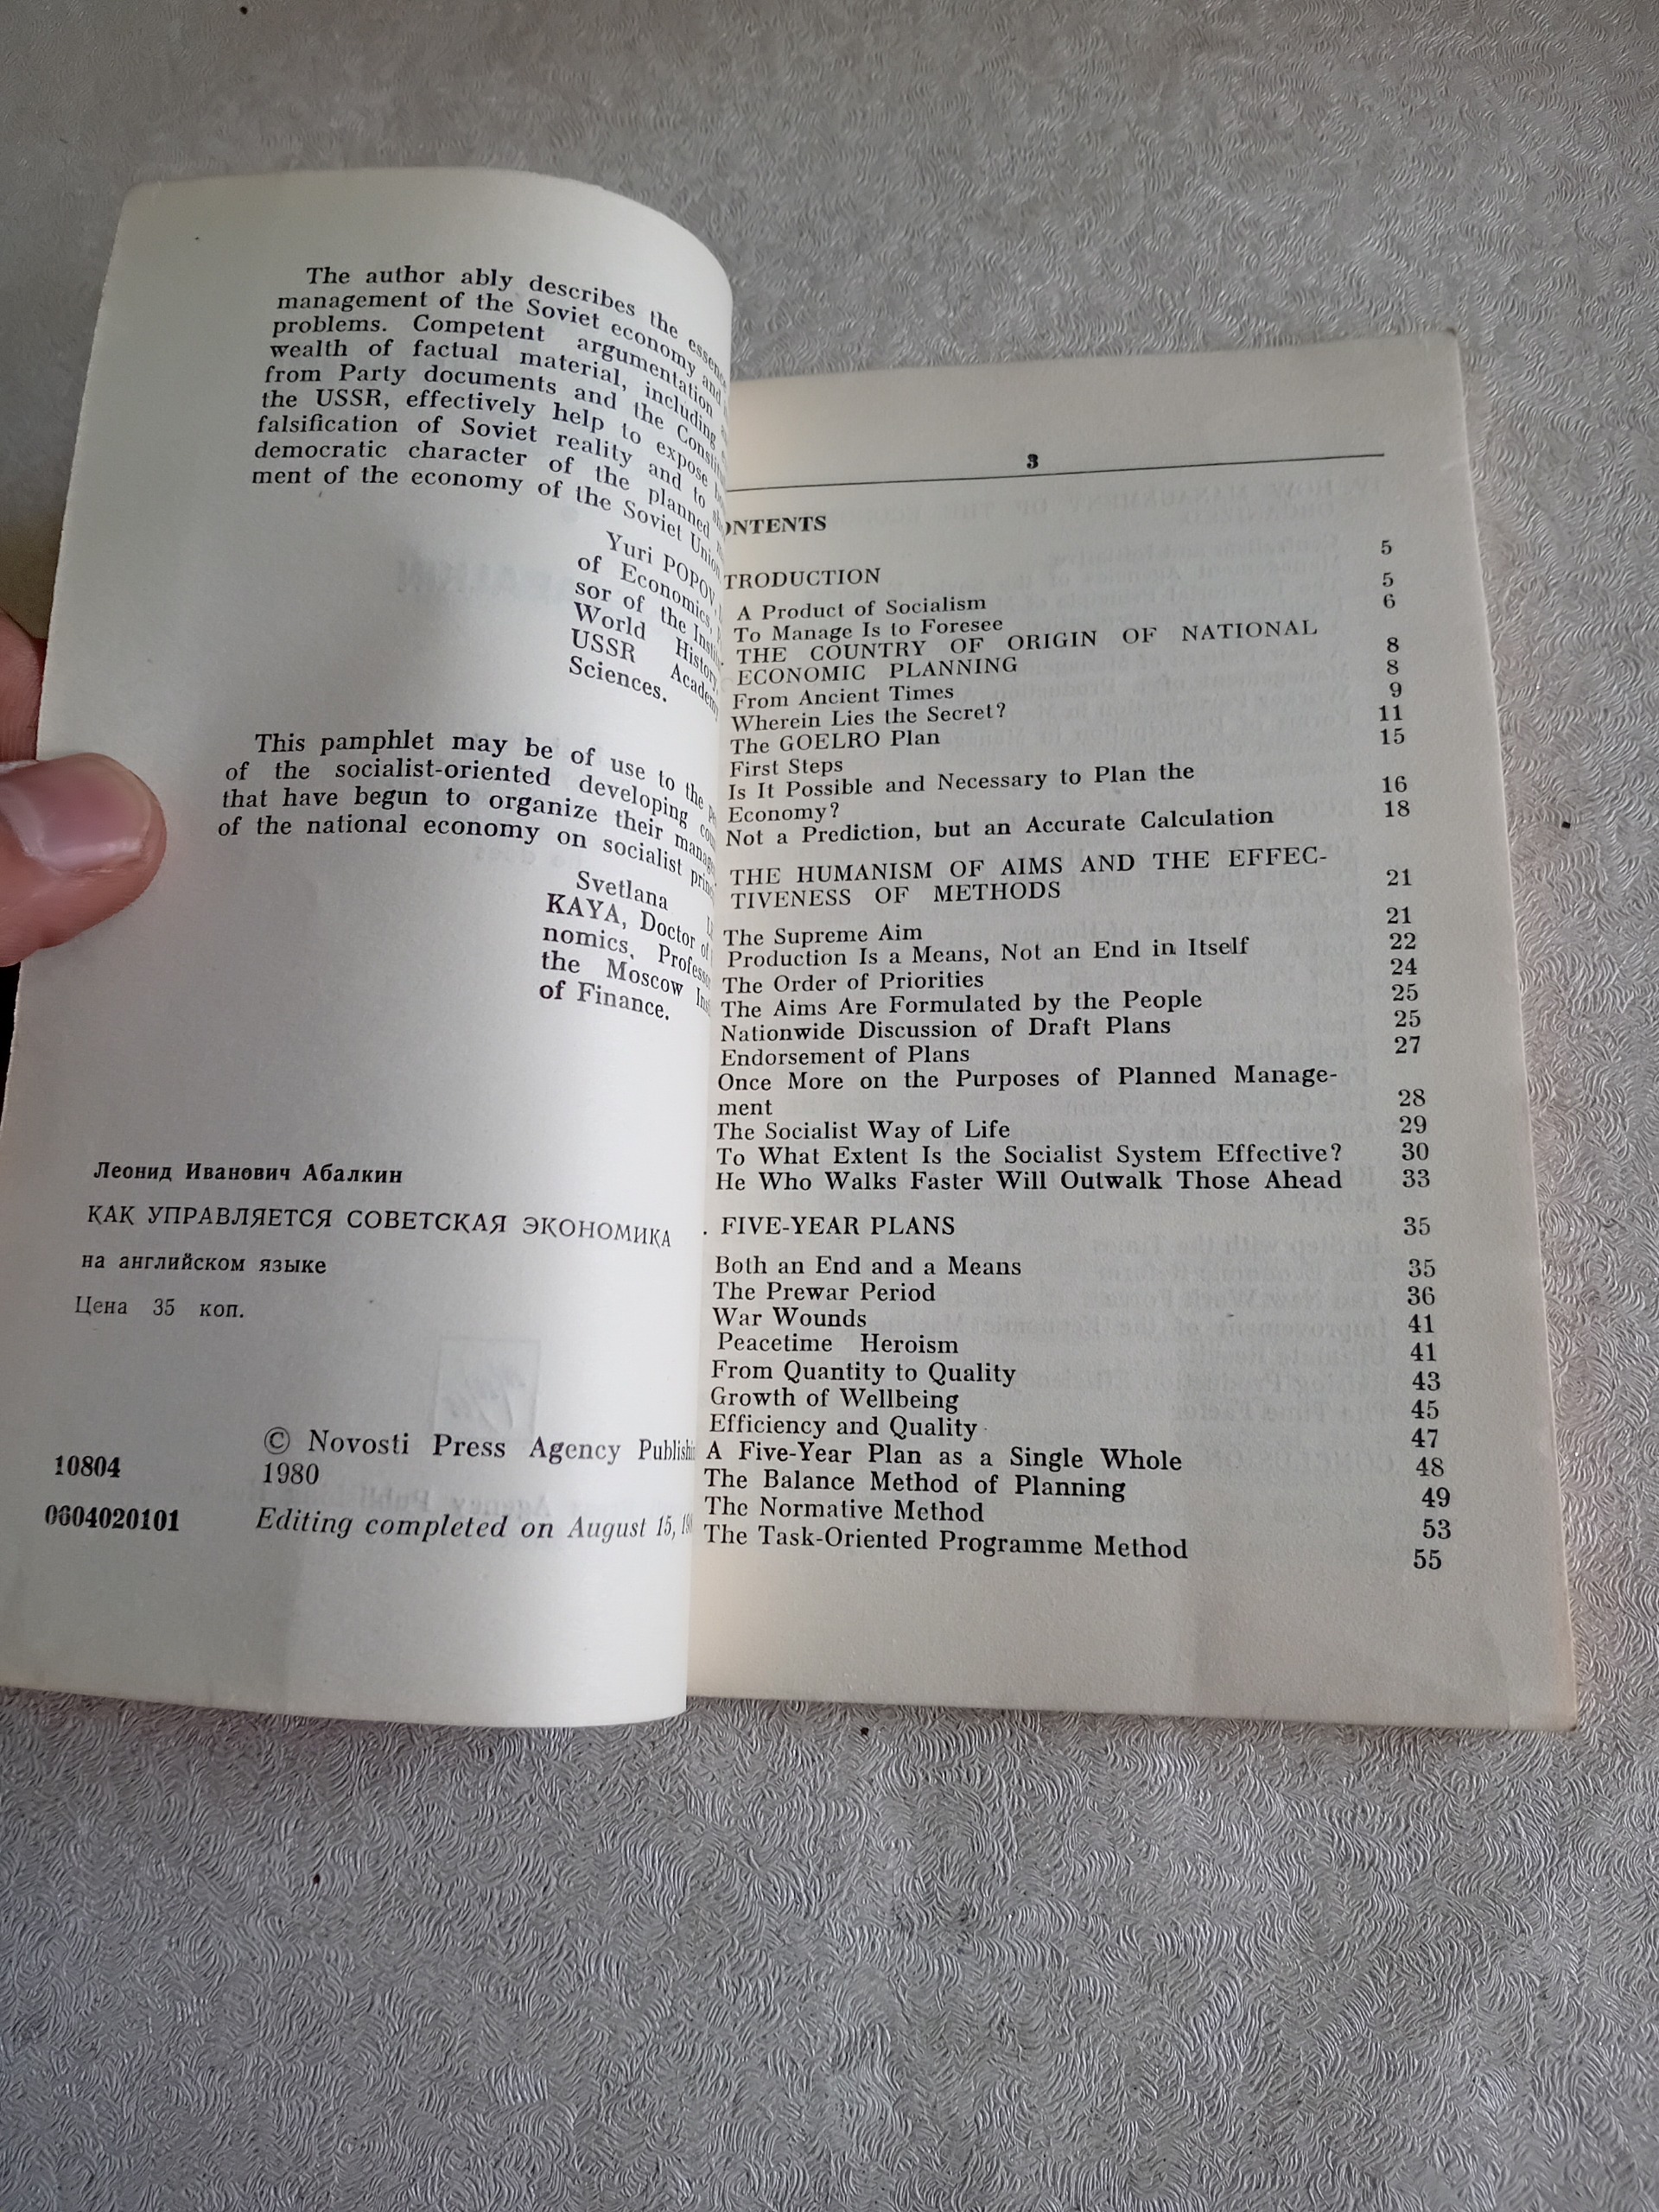 The author ably describes the
management of the Soviet economy and
problems. Competent argumentation
wealth of factual material, including
from Party documents and the
the USSR, effectively help to expose
falsification of Soviet reality and to
democratic character of the planned
ment of the economy of the Soviet
Yuri POPOV,
of Economics,
sor of the
World History,
USSR
Sciences.
This pamphlet may be of use to the
of the socialist-oriented developing
that have begun to organize their
of the national economy on socialist
Svetlana
KAYA, Doctor of
nomics,
the Moscow
of Finance.
Леонид Иванович Абалкин
КАК УПРАВЛЯЕТСЯ СОВЕТСКАЯ ЭКОНОМИКА
на английском языке
Цена 35 коп.
© Novosti Press Agency
10804
1980
0604020101
Editing completed on August 15,
3
ONTENTS
5
TRODUCTION
5
A Product of Socialism
6
To Manage Is to Foresee
THE COUNTRY OF ORIGIN OF NATIONAL
8
ECONOMIC PLANNING
8
From Ancient Times
9
Wherein Lies the Secret?
11
The GOELRO Plan
15
First Steps
Is It Possible and Necessary to Plan the
16
Economy?
18
Not a Prediction, but an Accurate Calculation
THE HUMANISM OF AIMS AND THE EFFEC-
21
TIVENESS OF METHODS
21
The Supreme Aim
22
Production Is a Means, Not an End in Itself
24
The Order of Priorities
25
The Aims Are Formulated by the People
25
Nationwide Discussion of Draft Plans
27
Endorsement of Plans
Once More on the Purposes of Planned Manage-
28
ment
29
The Socialist Way of Life
30
To What Extent Is the Socialist System Effective?
33
He Who Walks Faster Will Outwalk Those Ahead
. FIVE-YEAR PLANS 35
Both an End and a Means 35
The Prewar Period 36
War Wounds 41
Peacetime Heroism 41
From Quantity to Quality 43
Growth of Wellbeing 45
Efficiency and Quality 47
A Five-Year Plan as a Single Whole 48
The Balance Method of Planning 49
The Normative Method 53
The Task-Oriented Programme Method 55